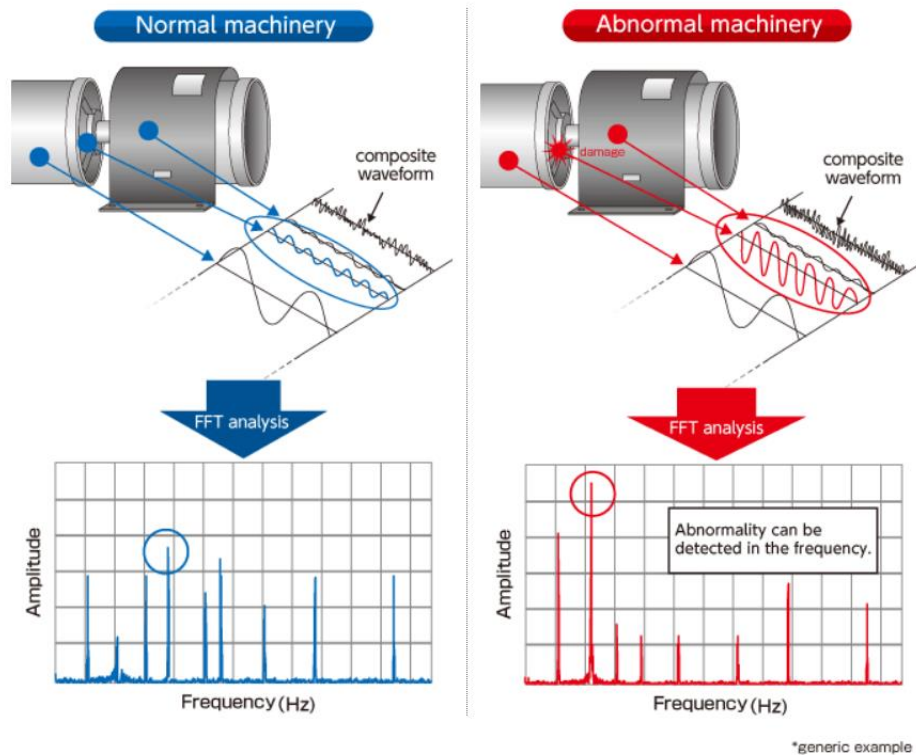 Normal machinery
composite
waveform
FFT analysis
Amplitude
Frequency (Hz)
Abnormal machinery
damage
composite
waveform
FFT analysis
Abnormality can be
detected in the frequency.
Amplitude
Frequency (Hz)
*generic example